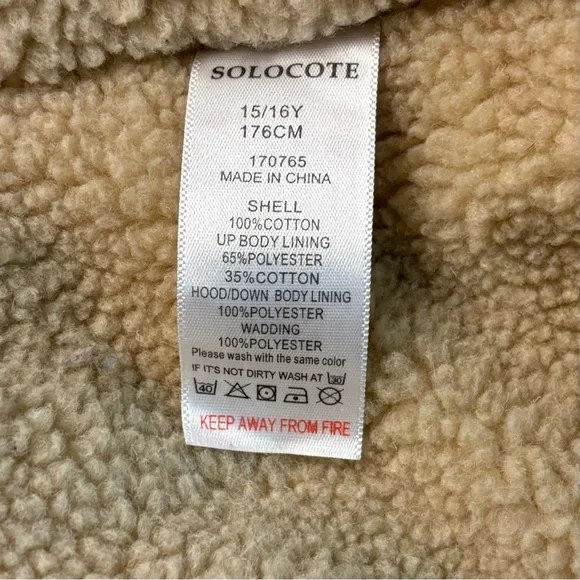 SOLOCOTE
15/16Y
176CM
170765
MADE IN CHINA
SHELL
100%COTTON
UP BODY LINING
65%POLYESTER
35%COTTON
HOOD/DOWN BODY LINING
100%POLYESTER
WADDING
100%POLYESTER
Please wash with the same color
IF IT'S NOT DIRTY WASH AT 30
40
KEEP AWAY FROM FIRE